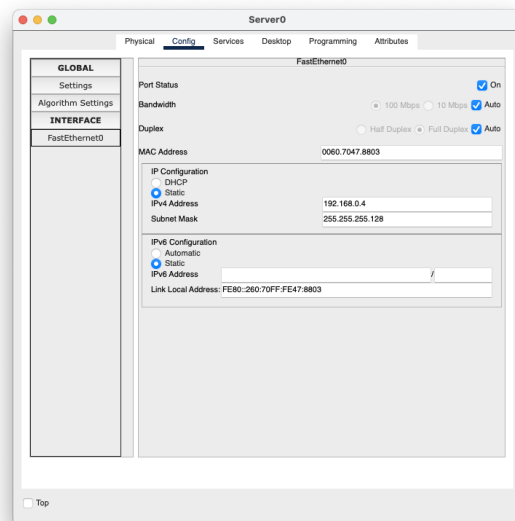 Server0
Physical Config Services Desktop Programming Attributes
GLOBAL
Settings
Algorithm Settings
INTERFACE
FastEthernet0
FastEthernet0
Port Status On
Bandwidth 100 Mbps 10 Mbps Auto
Duplex Half Duplex Full Duplex Auto
MAC Address 0060.7047.8803
IP Configuration
DHCP
Static
IPv4 Address 192.168.0.4
Subnet Mask 255.255.255.128
IPv6 Configuration
Automatic
Static
IPv6 Address /
Link Local Address: FE80::260:70FF:FE47:8803
Top